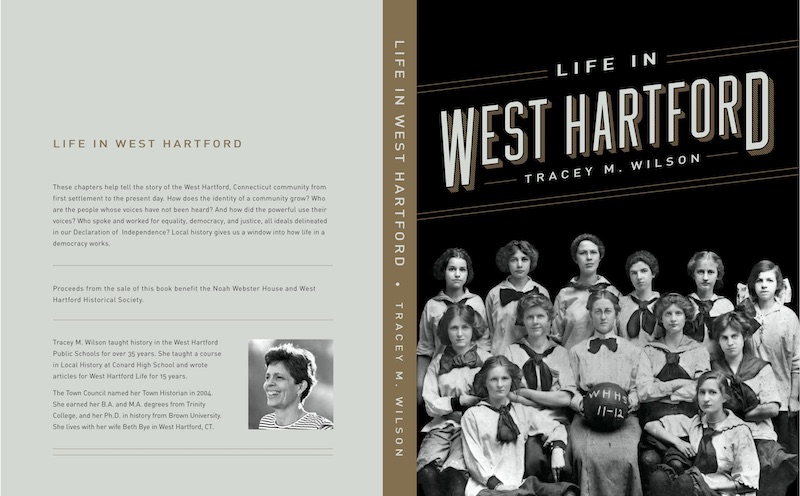 LIFE IN WEST HARTFORD
These chapters help tell the story of the West Hartford, Connecticut community from
first settlement to the present day. How does the identity of a community grow? Who
are the people whose voices have not been heard? And how did the powerful use their
voices? Who spoke and worked for equality, democracy, and justice, all ideals delineated
in our Declaration of Independence? Local history gives us a window into how life in a
democracy works.
Proceeds from the sale of this book benefit the Noah Webster House and West
Hartford Historical Society.
Tracey M. Wilson taught history in the West Hartford
Public Schools for over 35 years. She taught a course
in Local History at Conard High School and wrote
articles for West Hartford Life for 15 years.
The Town Council named her Town Historian in 2004.
She earned her B.A. and M.A. degrees from Trinity
College, and her Ph.D. in history from Brown University.
She lives with her wife Beth Bye in West Hartford, CT.
LIFE IN WEST HARTFORD • TRACEY M. WILSON
LIFE IN
WEST HARTFORD
TRACEY M. WILSON
WHHS
11-12